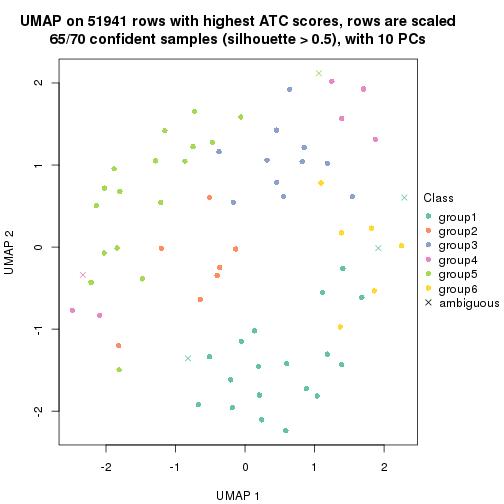 UMAP on 51941 rows with highest ATC scores, rows are scaled
65/70 confident samples (silhouette > 0.5), with 10 PCs
2
1
0
-1
-2
UMAP 2
-2
-1
0
1
2
UMAP 1
Class
group1
group2
group3
group4
group5
group6
ambiguous